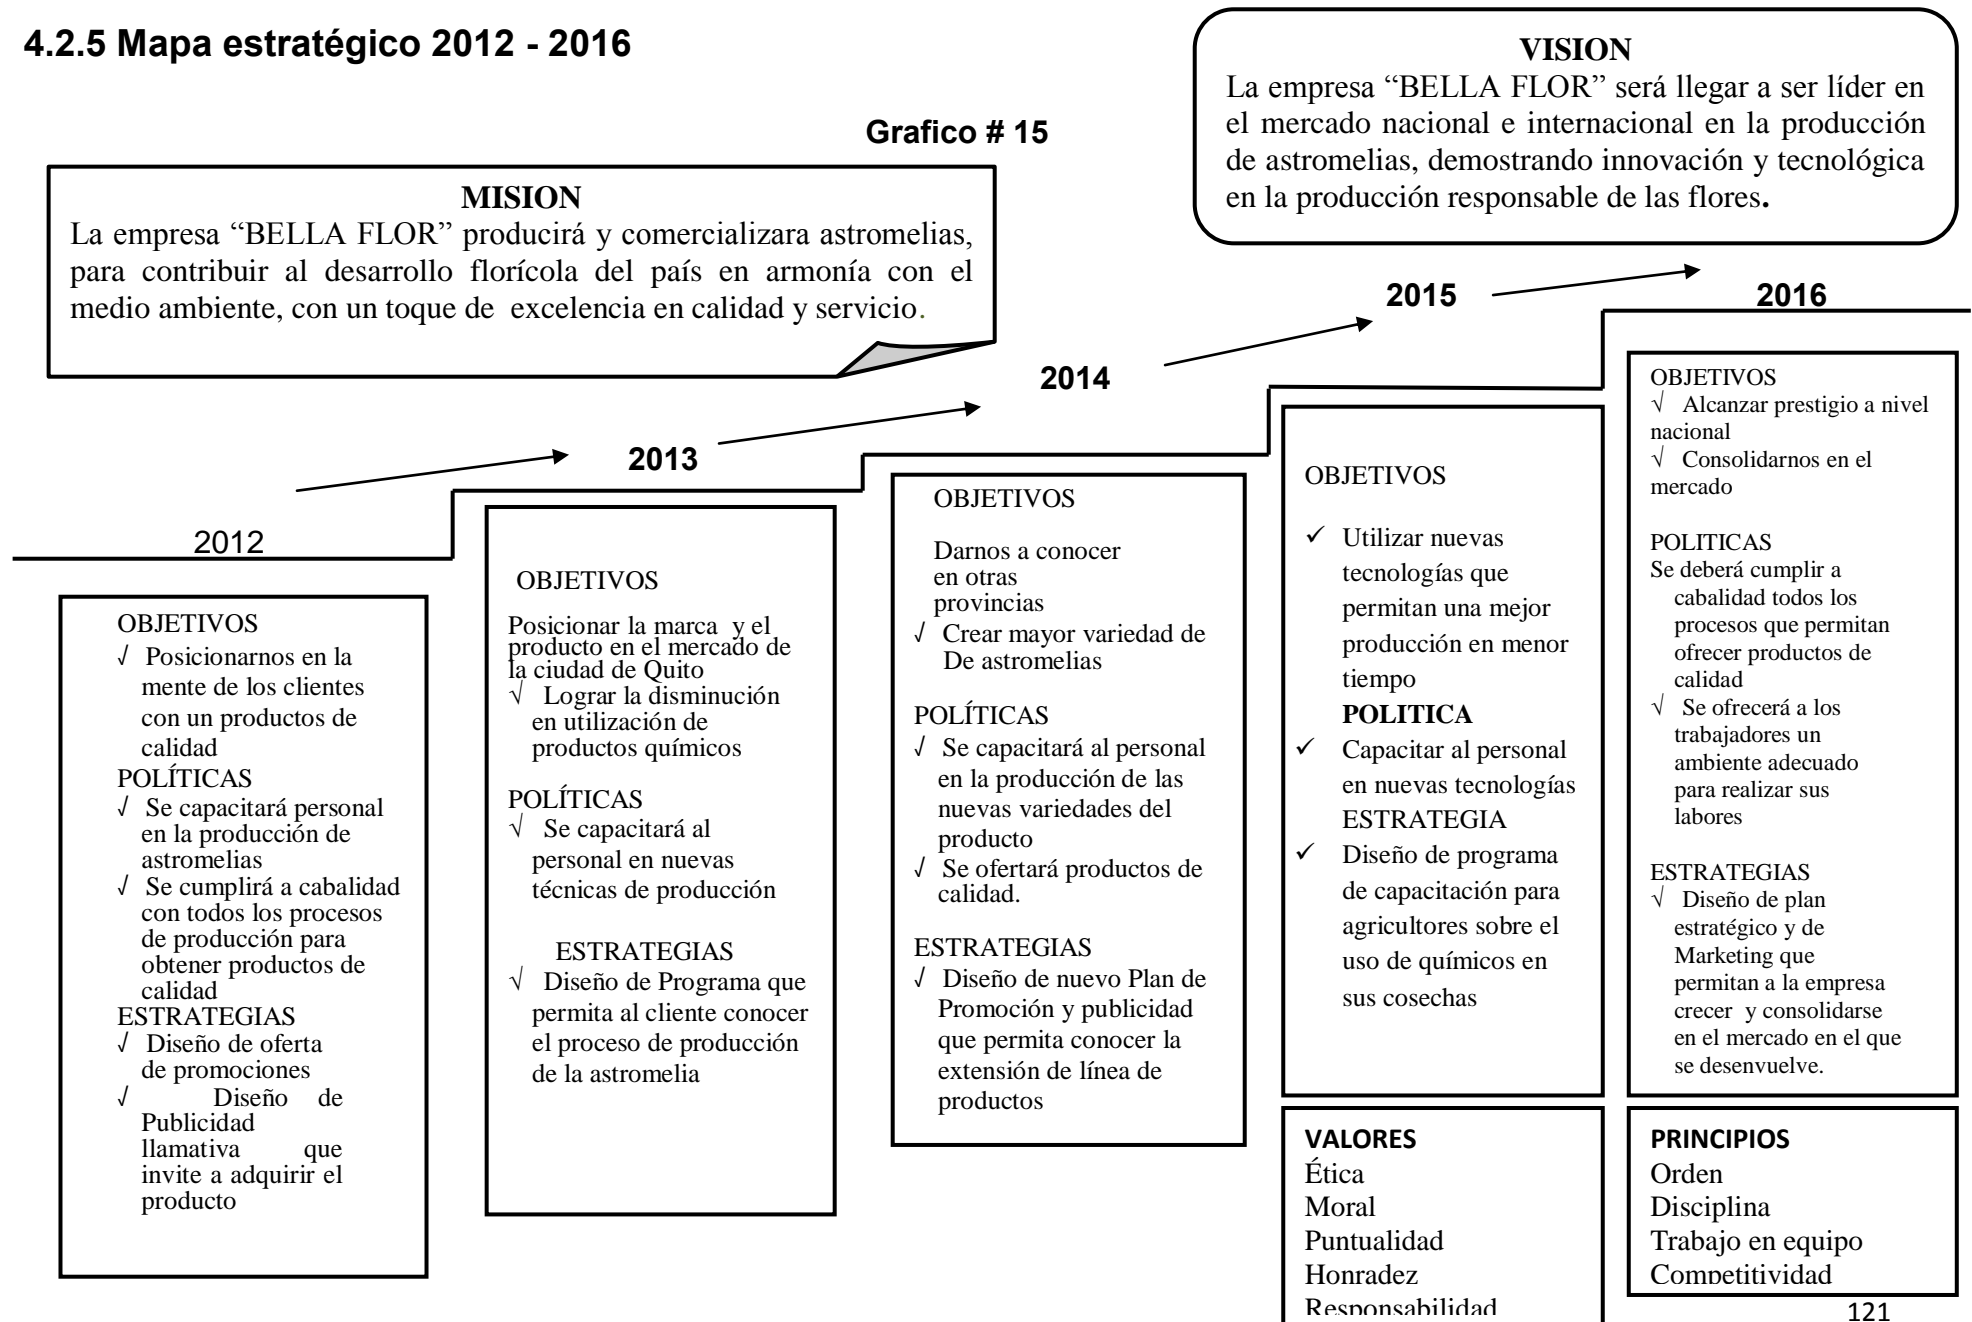 4.2.5 Mapa estratégico 2012 - 2016
Grafico # 15
VISION
La empresa “BELLA FLOR” será llegar a ser líder en
el mercado nacional e internacional en la producción
de astromelias, demostrando innovación y tecnológica
en la producción responsable de las flores.
MISION
La empresa “BELLA FLOR” producirá y comercializara astromelias,
para contribuir al desarrollo florícola del país en armonía con el
medio ambiente, con un toque de excelencia en calidad y servicio.
2012
OBJETIVOS
√ Posicionarnos en la
mente de los clientes
con un productos de
calidad
POLÍTICAS
√ Se capacitará personal
en la producción de
astromelias
√ Se cumplirá a cabalidad
con todos los procesos
de producción para
obtener productos de
calidad
ESTRATEGIAS
√ Diseño de oferta
de promociones
√ Diseño de
Publicidad
llamativa que
invite a adquirir el
producto
2013
OBJETIVOS
Posicionar la marca y el
producto en el mercado de
la ciudad de Quito
√ Lograr la disminución
en utilización de
productos químicos
POLÍTICAS
√ Se capacitará al
personal en nuevas
técnicas de producción
ESTRATEGIAS
√ Diseño de Programa que
permita al cliente conocer
el proceso de producción
de la astromelia
2014
OBJETIVOS
Darnos a conocer
en otras
provincias
√ Crear mayor variedad de
De astromelias
POLÍTICAS
√ Se capacitará al personal
en la producción de las
nuevas variedades del
producto
√ Se ofertará productos de
calidad.
ESTRATEGIAS
√ Diseño de nuevo Plan de
Promoción y publicidad
que permita conocer la
extensión de línea de
productos
2015
OBJETIVOS
✓ Utilizar nuevas
tecnologías que
permitan una mejor
producción en menor
tiempo
POLITICA
✓ Capacitar al personal
en nuevas tecnologías
ESTRATEGIA
✓ Diseño de programa
de capacitación para
agricultores sobre el
uso de químicos en
sus cosechas
VALORES
Ética
Moral
Puntualidad
Honradez
Responsabilidad
2016
OBJETIVOS
√ Alcanzar prestigio a nivel
nacional
√ Consolidarnos en el
mercado
POLITICAS
Se deberá cumplir a
cabalidad todos los
procesos que permitan
ofrecer productos de
calidad
√ Se ofrecerá a los
trabajadores un
ambiente adecuado
para realizar sus
labores
ESTRATEGIAS
√ Diseño de plan
estratégico y de
Marketing que
permitan a la empresa
crecer y consolidarse
en el mercado en el que
se desenvuelve.
PRINCIPIOS
Orden
Disciplina
Trabajo en equipo
Competitividad
121